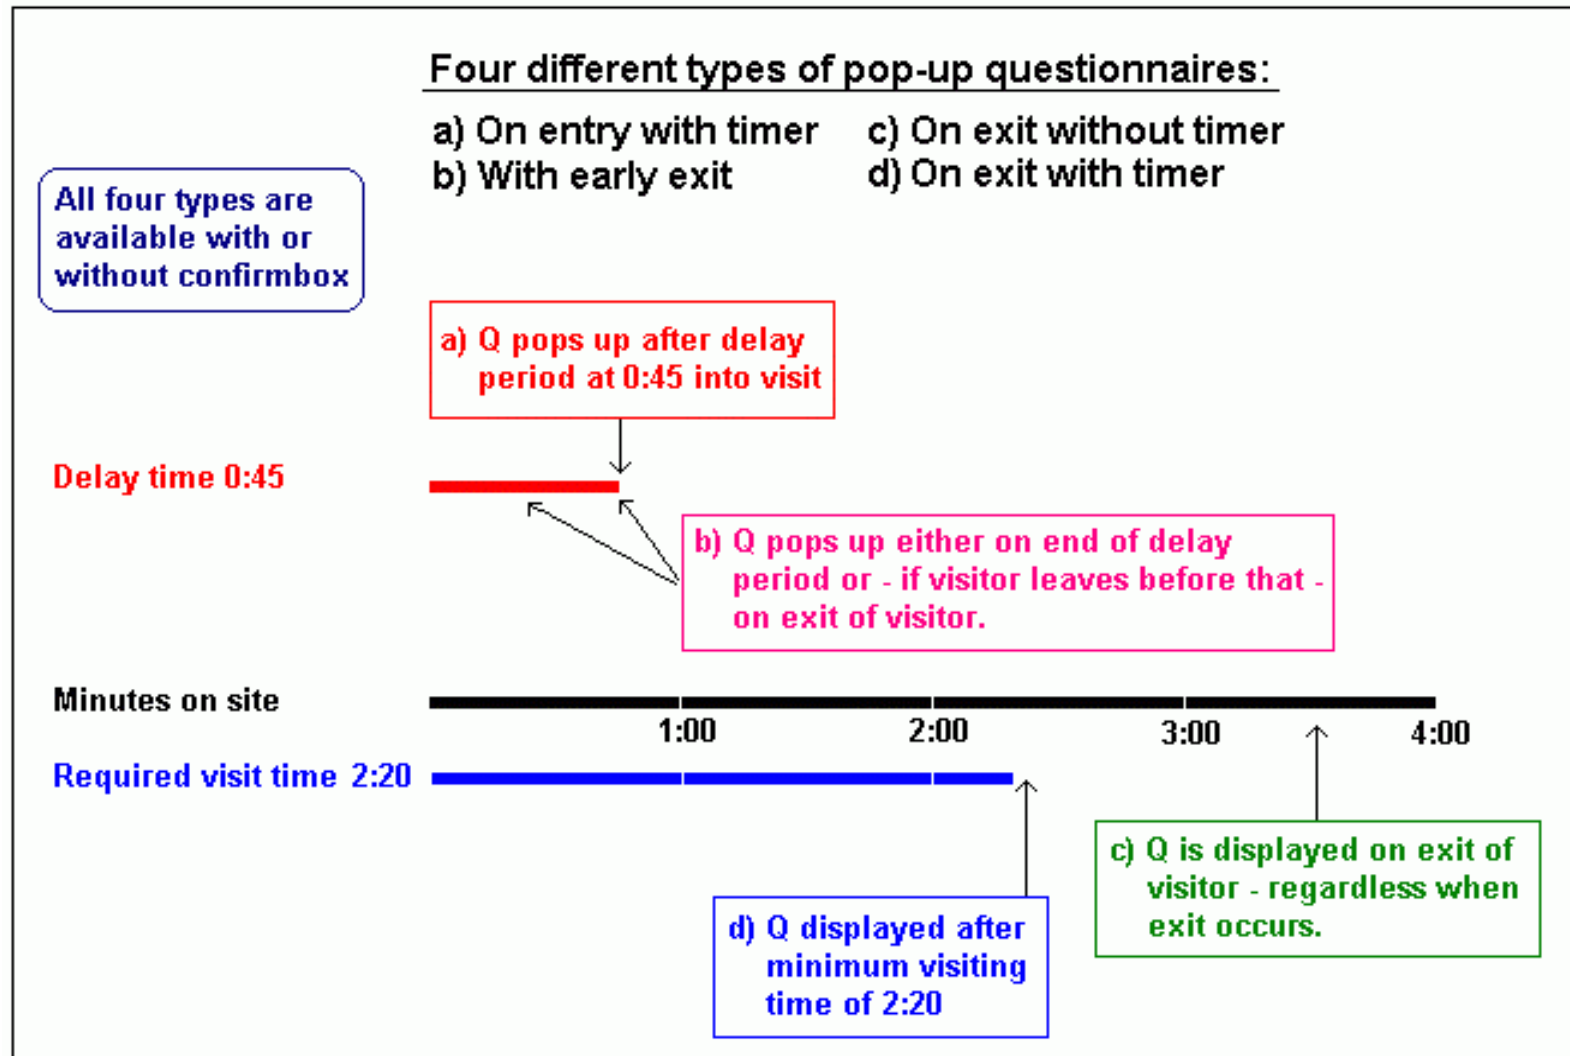 Four different types of pop-up questionnaires:
a) On entry with timer
b) With early exit
c) On exit without timer
d) On exit with timer
All four types are
available with or
without confirmbox
a) Q pops up after delay
period at 0:45 into visit
Delay time 0:45
b) Q pops up either on end of delay
period or - if visitor leaves before that -
on exit of visitor.
Minutes on site
1:00 2:00 3:00 4:00
Required visit time 2:20
c) Q is displayed on exit of
visitor - regardless when
exit occurs.
d) Q displayed after
minimum visiting
time of 2:20